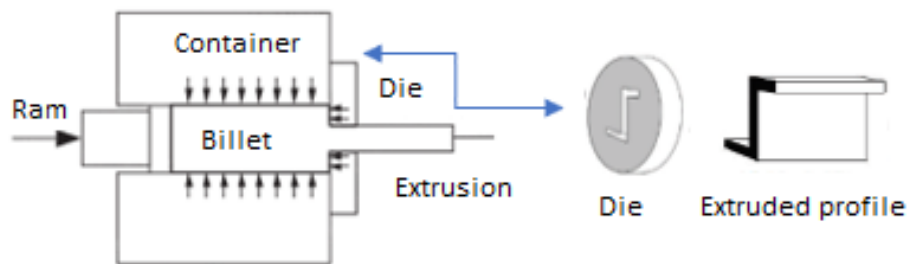 Container
Die
Ram
Billet
Extrusion
Die
Extruded profile